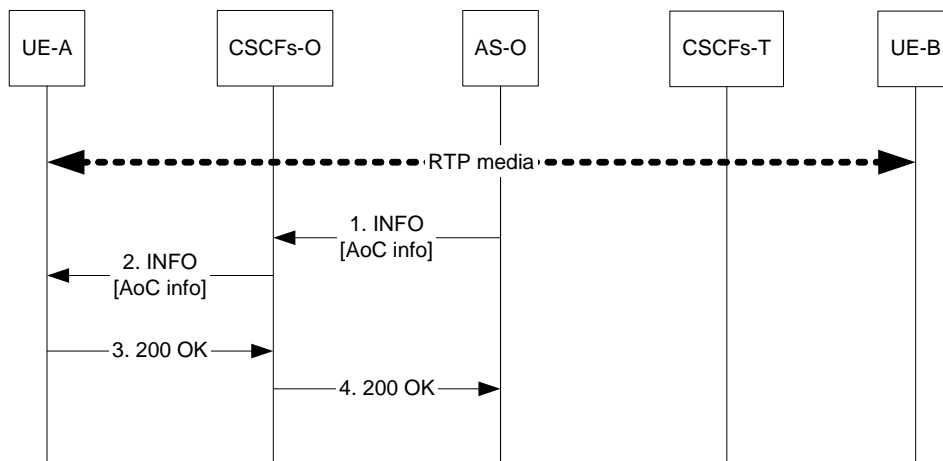 UE-A
CSCFs-O
AS-O
CSCFs-T
UE-B
RTP media
1. INFO
[AoC info]
2. INFO
[AoC info]
3. 200 OK
4. 200 OK